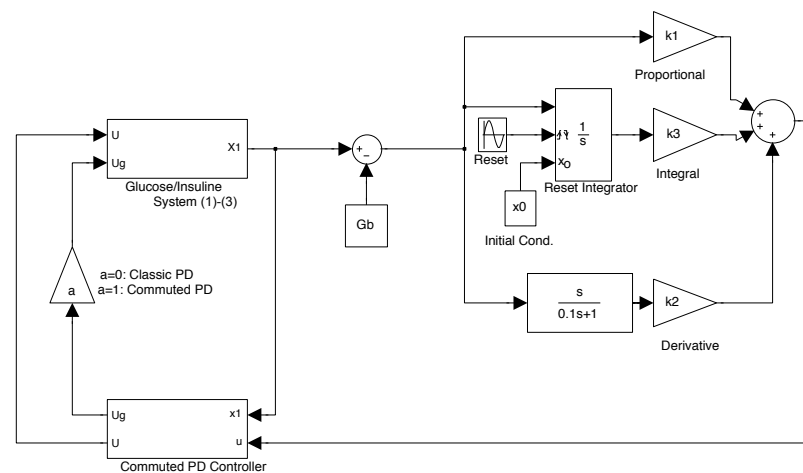 k1
Proportional
U
Ug
X1
Glucose/Insuline
System (1)-(3)
+
−
Gb
Reset
1
s
xo
Reset Integrator
x0
Initial Cond.
k3
Integral
+
+
+
a
a=0: Classic PD
a=1: Commuted PD
s
0.1s+1
k2
Derivative
Ug
U
x1
u
Commuted PD Controller